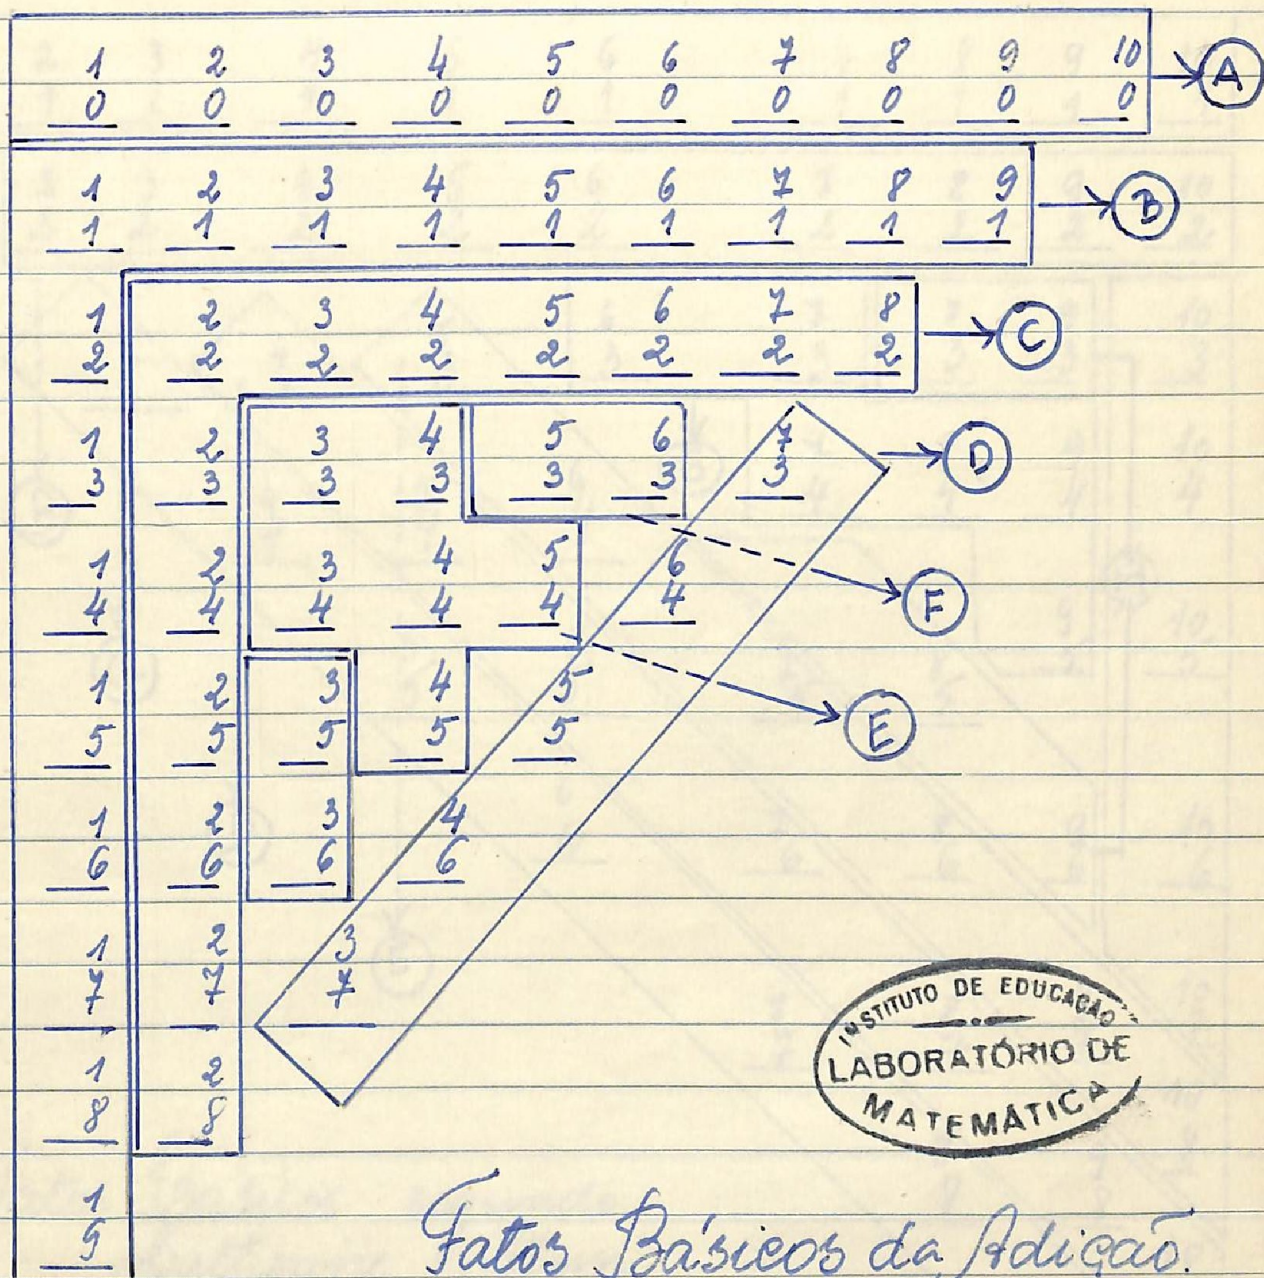 1 2 3 4 5 6 7 8 9 10
0 0 0 0 0 0 0 0 0 0 A
1 2 3 4 5 6 7 8 9
1 1 1 1 1 1 1 1 1 B
1 2 3 4 5 6 7 8
2 2 2 2 2 2 2 2 C
1 2 3 4 5 6 7
3 3 3 3 3 3 3 D
1 2 3 4 5 6
4 4 4 4 4 4 F
1 2 3 4 5
5 5 5 5 5 E
1 2 3 4
6 6 6 6
1 2 3
7 7 7
1 2
8 8
1
9
INSTITUTO DE EDUCAÇÃO
LABORATÓRIO DE
MATEMÁTICA
Fatos Básicos da Adição.